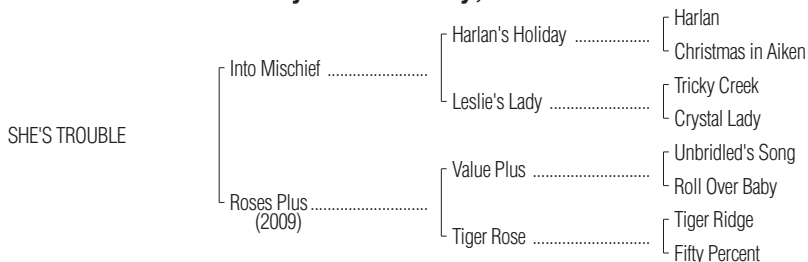 Harlan
Harlan's Holiday ..................
Christmas in Aiken
Into Mischief ........................
Tricky Creek
Leslie's Lady .......................
Crystal Lady
SHE'S TROUBLE
Unbridled's Song
Value Plus ...........................
Roll Over Baby
Roses Plus ............................
(2009)
Tiger Ridge
Tiger Rose ...........................
Fifty Percent